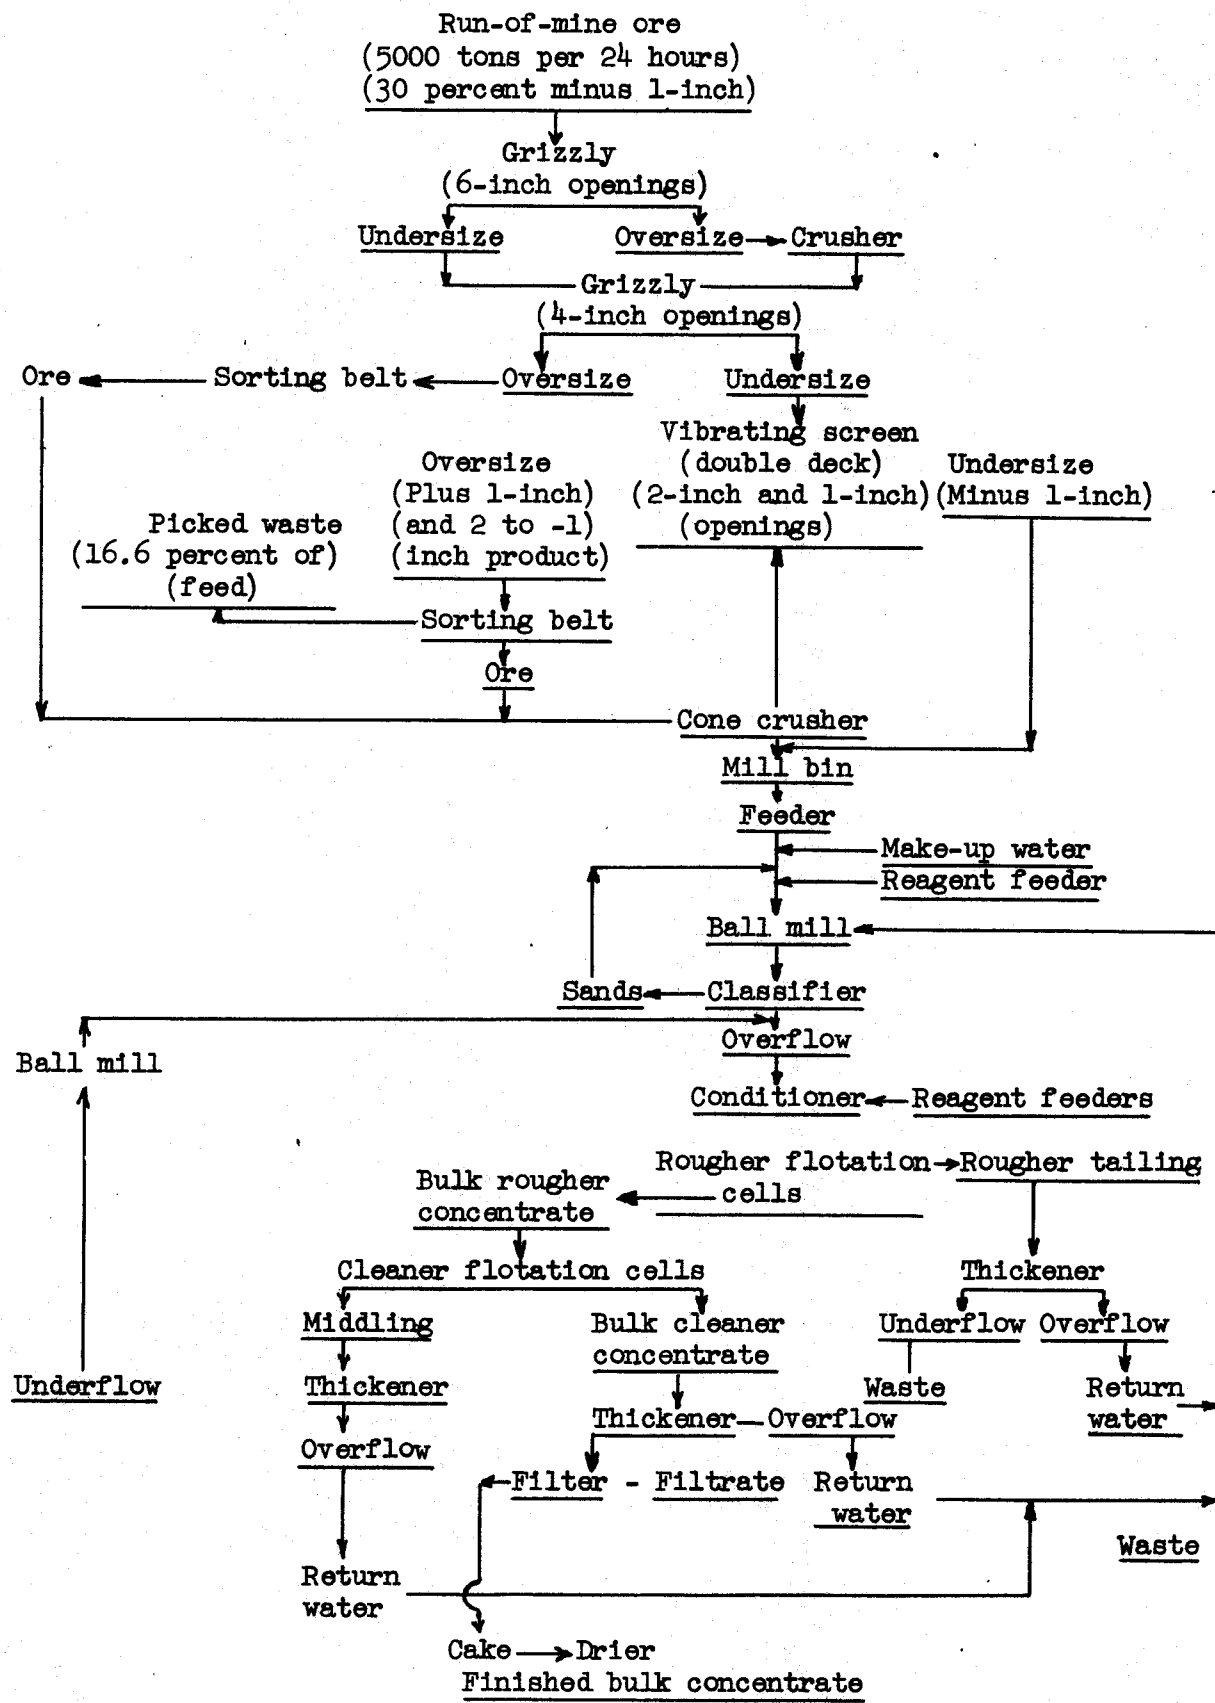 Run-of-mine ore
(5000 tons per 24 hours)
(30 percent minus 1-inch)
Grizzly
(6-inch openings)
Undersize
Oversize
Crusher
Grizzly
(4-inch openings)
Ore
Sorting belt
Oversize
Undersize
Vibrating screen
(double deck)
(2-inch and 1-inch)
(openings)
Undersize
(Minus 1-inch)
Oversize
(Plus 1-inch)
(and 2 to -1)
(inch product)
Picked waste
(16.6 percent of)
(feed)
Sorting belt
Ore
Cone crusher
Mill bin
Feeder
Make-up water
Reagent feeder
Ball mill
Sands
Classifier
Overflow
Ball mill
Conditioner
Reagent feeders
Rougher flotation
cells
Rougher tailing
Bulk rougher
concentrate
Cleaner flotation cells
Thickener
Middling
Bulk cleaner
concentrate
Underflow
Overflow
Underflow
Thickener
Waste
Return
water
Thickener
Overflow
Overflow
Filter - Filtrate
Return
water
Waste
Return
water
Cake
Drier
Finished bulk concentrate